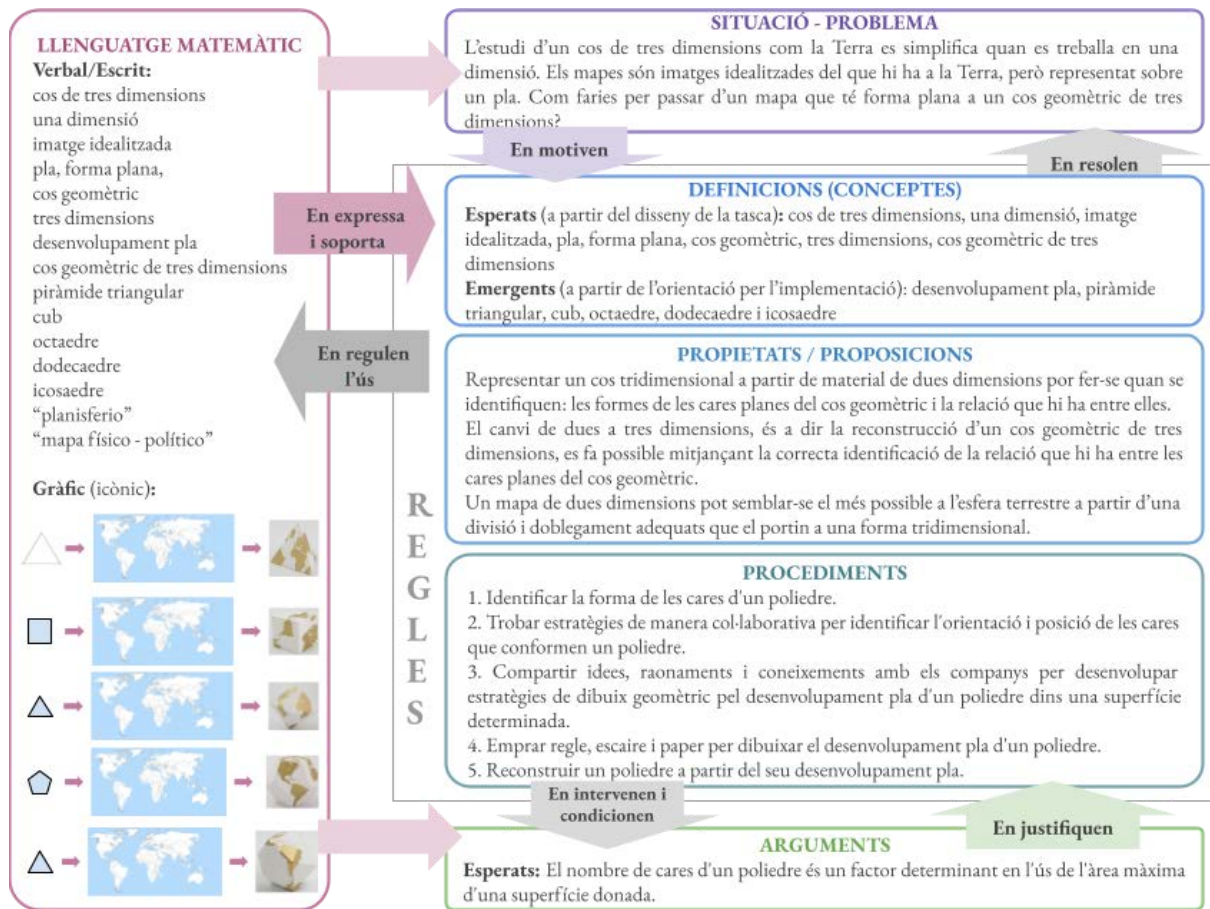 LLENGUATGE MATEMÀTIC
Verbal/Escrit:
cos de tres dimensions
una dimensió
imatge idealitzada
pla, forma plana,
cos geomètric
tres dimensions
desenvolupament pla
cos geomètric de tres dimensions
piràmide triangular
cub
octaedre
dodecaedre
icosaedre
“planisferio”
“mapa físico - político”
Gràfic (icònic):
En expressa
i soporta
En regulen
l’ús
SITUACIÓ - PROBLEMA
L’estudi d’un cos de tres dimensions com la Terra es simplifica quan es treballa en una
dimensió. Els mapes són imatges idealitzades del que hi ha a la Terra, però representat sobre
un pla. Com faries per passar d’un mapa que té forma plana a un cos geomètric de tres
dimensions?
En motiven
En resolen
REGLES
DEFINICIONS (CONCEPTES)
Esperats (a partir del disseny de la tasca): cos de tres dimensions, una dimensió, imatge
idealitzada, pla, forma plana, cos geomètric, tres dimensions, cos geomètric de tres
dimensions
Emergents (a partir de l’orientació per l’implementació): desenvolupament pla, piràmide
triangular, cub, octaedre, dodecaedre i icosaedre
PROPIETATS / PROPOSICIONS
Representar un cos tridimensional a partir de material de dues dimensions por fer-se quan se
identifiquen: les formes de les cares planes del cos geomètric i la relació que hi ha entre elles.
El canvi de dues a tres dimensions, és a dir la reconstrucció d’un cos geomètric de tres
dimensions, es fa possible mitjançant la correcta identificació de la relació que hi ha entre les
cares planes del cos geomètric.
Un mapa de dues dimensions pot semblar-se el més possible a l’esfera terrestre a partir d’una
divisió i doblegament adequats que el portin a una forma tridimensional.
PROCEDIMENTS
1. Identificar la forma de les cares d'un poliedre.
2. Trobar estratègies de manera col·laborativa per identificar l'orientació i posició de les cares
que conformen un poliedre.
3. Compartir idees, raonaments i coneixements amb els companys per desenvolupar
estratègies de dibuix geomètric pel desenvolupament pla d'un poliedre dins una superfície
determinada.
4. Emprar regle, escaire i paper per dibuixar el desenvolupament pla d'un poliedre.
5. Reconstruir un poliedre a partir del seu desenvolupament pla.
En intervenen i
condicionen
En justifiquen
ARGUMENTS
Esperats: El nombre de cares d'un poliedre és un factor determinant en l'ús de l'àrea màxima
d'una superfície donada.